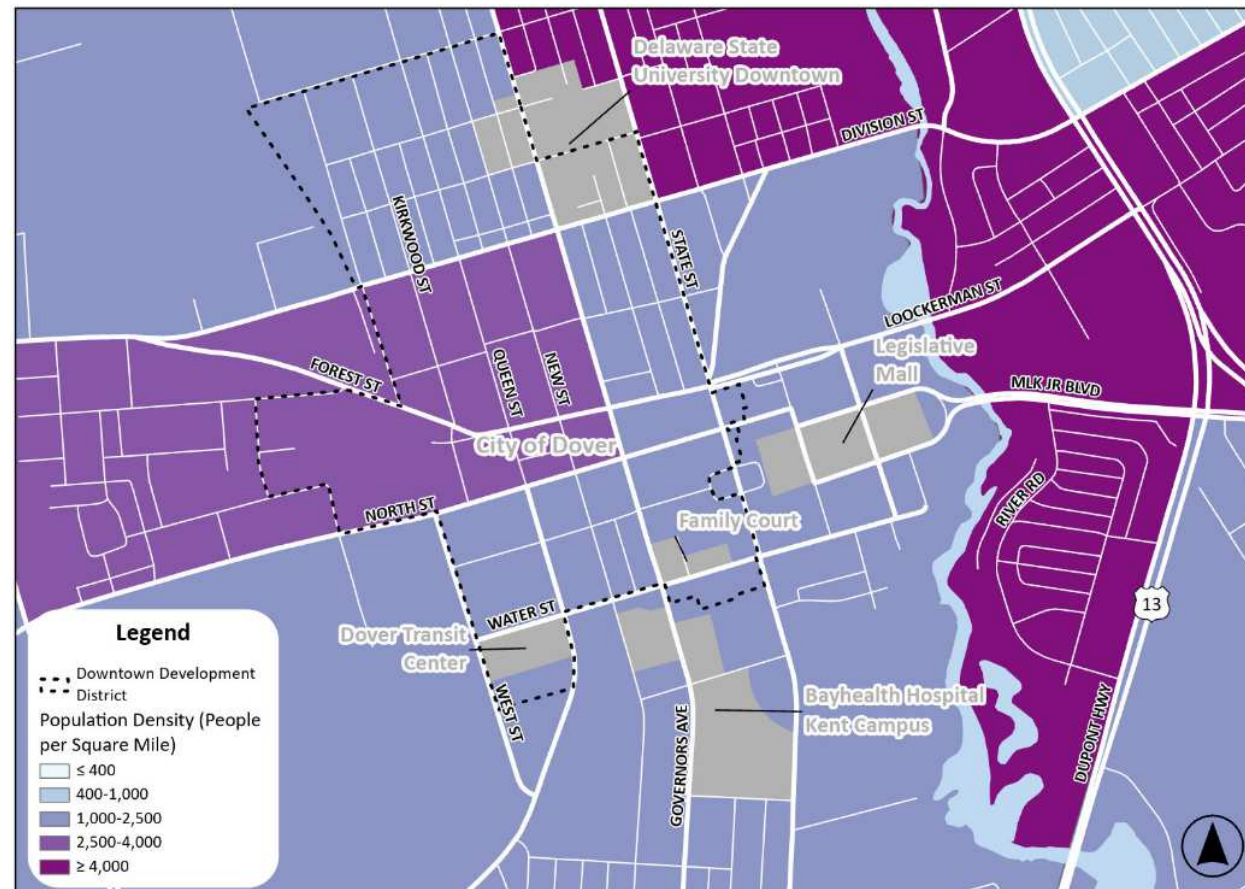 Delaware State
University Downtown
DIVISION ST
KIRKWOOD ST
STATE ST
LOOCKERMAN ST
Legislative
Mall
FOREST ST
QUEEN ST
NEW ST
MLK JR BLVD
City of Dover
NORTH ST
RIVER RD
Family Court
WATER ST
13
Dover Transit
Center
WEST ST
Bayhealth Hospital
Kent Campus
GOVERNORS AVE
DUPONT HWY
Legend
Downtown Development
District
Population Density (People
per Square Mile)
≤ 400
400-1,000
1,000-2,500
2,500-4,000
≥ 4,000